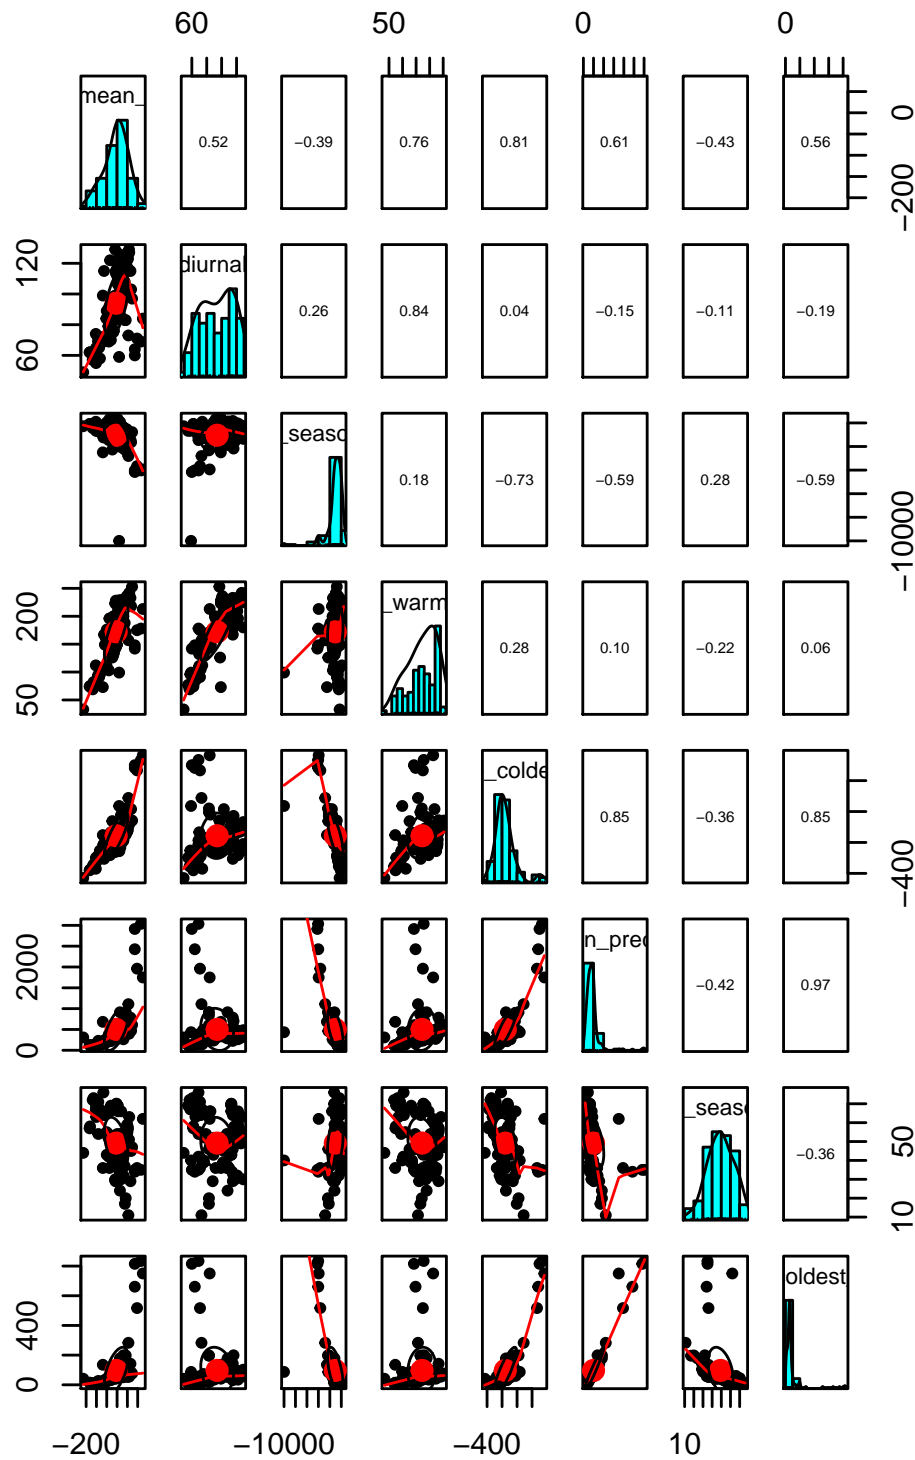 60 50 0 0
mean_ 0.52 −0.39 0.76 0.81 0.61 −0.43 0.56
0
−200
120
60
diurnal 0.26 0.84 0.04 −0.15 −0.11 −0.19
_seaso 0.18 −0.73 −0.59 0.28 −0.59
−10000
200
50
_warm 0.28 0.10 −0.22 0.06
_colde 0.85 −0.36 0.85
−400
2000
0
n_prec −0.42 0.97
_seas −0.36
50
10
400
0
oldest_
−200 −10000 −400 10